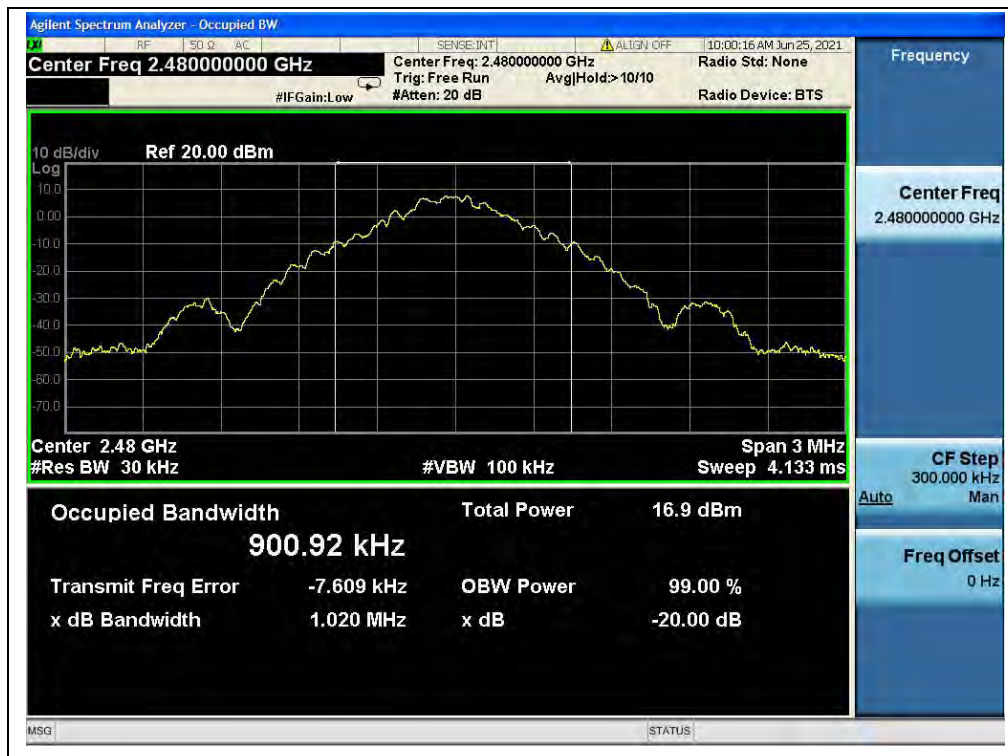 Agilent Spectrum Analyzer - Occupied BW
LXI RF 50 Ω AC SENSE:INT ALIGN OFF 10:00:16 AM Jun 25, 2021
Center Freq 2.480000000 GHz
Center Freq: 2.480000000 GHz
Radio Std: None
Trig: Free Run Avg|Hold:> 10/10
#IFGain:Low
#Atten: 20 dB
Radio Device: BTS
10 dB/div Ref 20.00 dBm
Log
10.0
0.00
-10.0
-20.0
-30.0
-40.0
-50.0
-60.0
-70.0
Center 2.48 GHz Span 3 MHz
#Res BW 30 kHz #VBW 100 kHz Sweep 4.133 ms
Occupied Bandwidth Total Power 16.9 dBm
900.92 kHz
Transmit Freq Error -7.609 kHz OBW Power 99.00 %
x dB Bandwidth 1.020 MHz x dB -20.00 dB
MSG STATUS
Frequency
Center Freq
2.480000000 GHz
CF Step
300.000 kHz
Auto Man
Freq Offset
0 Hz